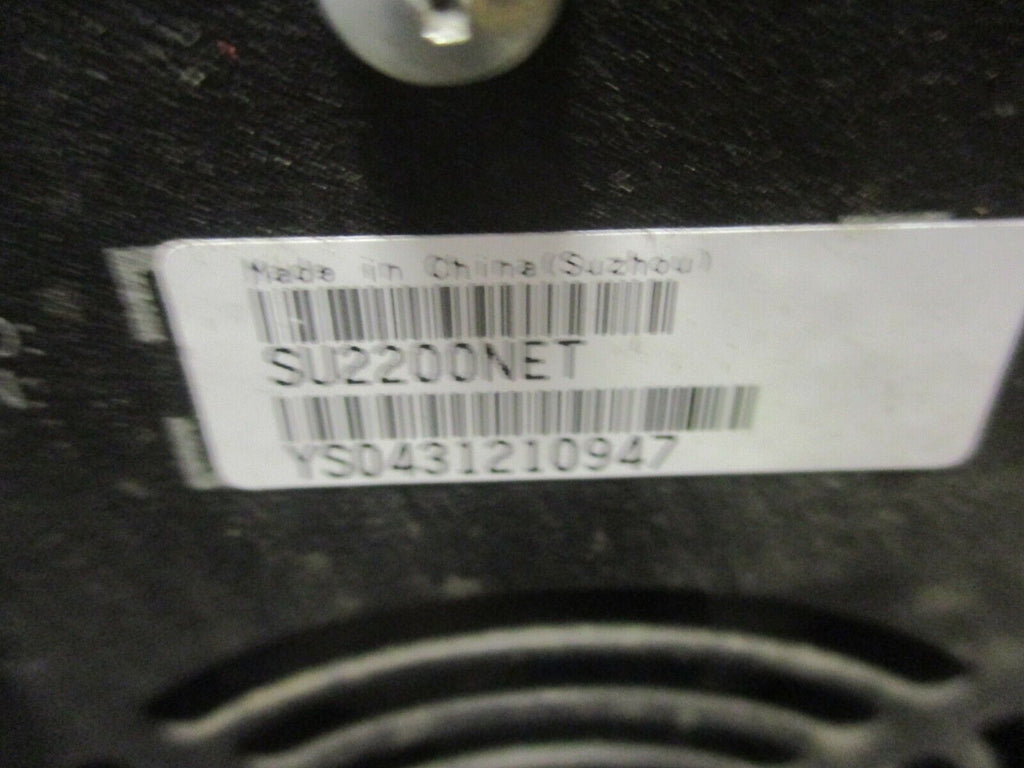 Made in China(Suzhou)
SU2200NET
YS0431210947